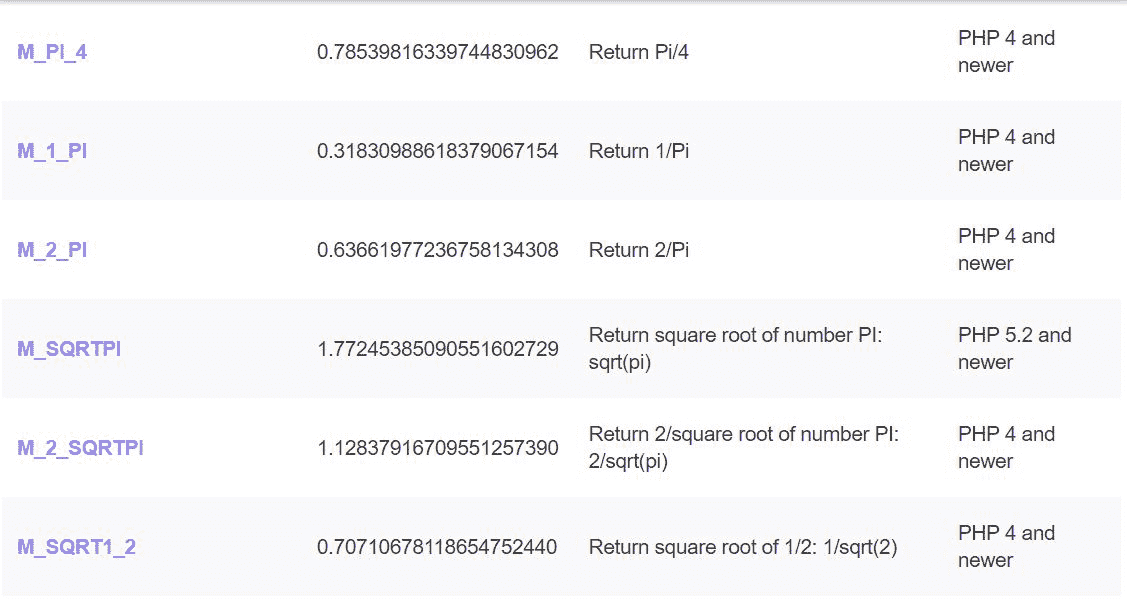 M_PI_4 0.78539816339744830962 Return Pi/4 PHP 4 and
newer
M_1_PI 0.31830988618379067154 Return 1/Pi PHP 4 and
newer
M_2_PI 0.63661977236758134308 Return 2/Pi PHP 4 and
newer
M_SQRTPI 1.77245385090551602729 Return square root of number PI: PHP 5.2 and
sqrt(pi) newer
M_2_SQRTPI 1.12837916709551257390 Return 2/square root of number PI: PHP 4 and
2/sqrt(pi) newer
M_SQRT1_2 0.70710678118654752440 Return square root of 1/2: 1/sqrt(2) PHP 4 and
newer